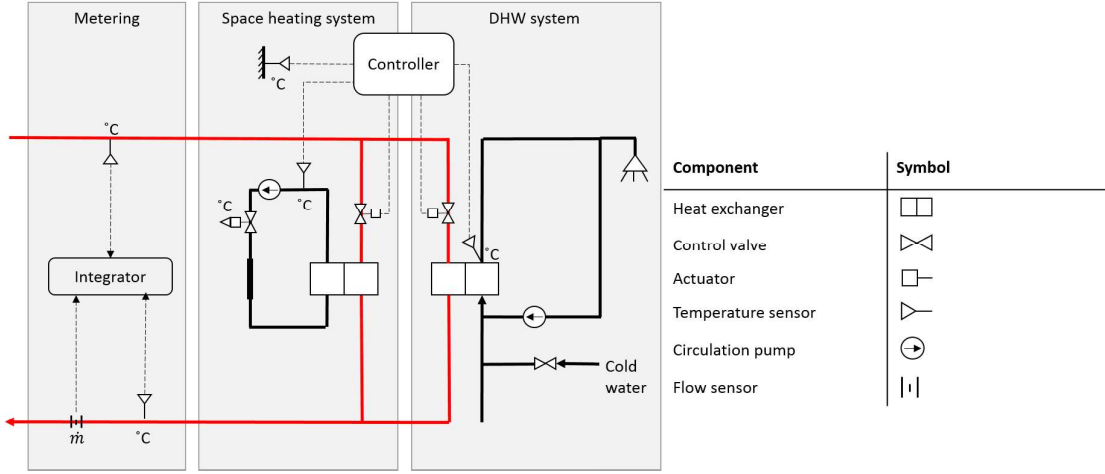 Metering
Space heating system
DHW system
Controller
°C
°C
°C
°C
°C
Integrator
Cold
water
ṁ
°C
Component Symbol
Heat exchanger
Control valve
Actuator
Temperature sensor
Circulation pump
Flow sensor